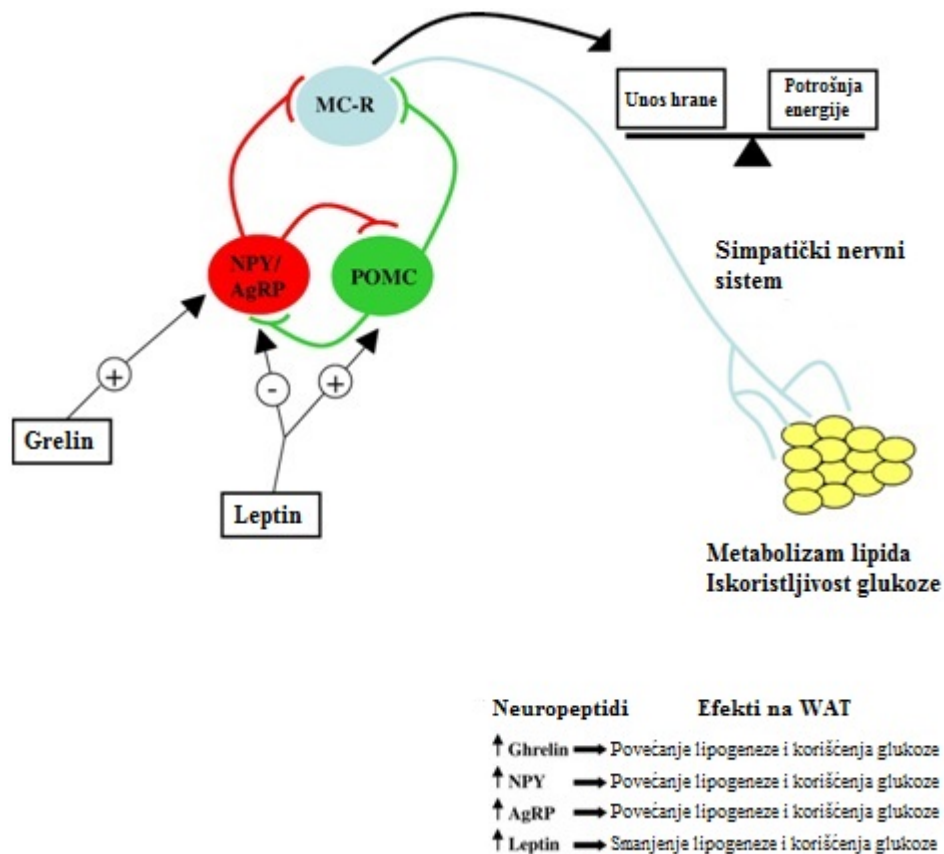 MC-R
Unos hrane
Potrošnja
energije
NPY/
AgRP
POMC
Simpatički nervni
sistem
+
-
+
Grelin
Leptin
Metabolizam lipida
Iskoristljivost glukoze
Neuropeptidi Efekti na WAT
↑ Ghrelin → Povećanje lipogeneze i korišćenja glukoze
↑ NPY → Povećanje lipogeneze i korišćenja glukoze
↑ AgRP → Povećanje lipogeneze i korišćenja glukoze
↑ Leptin → Smanjenje lipogeneze i korišćenja glukoze